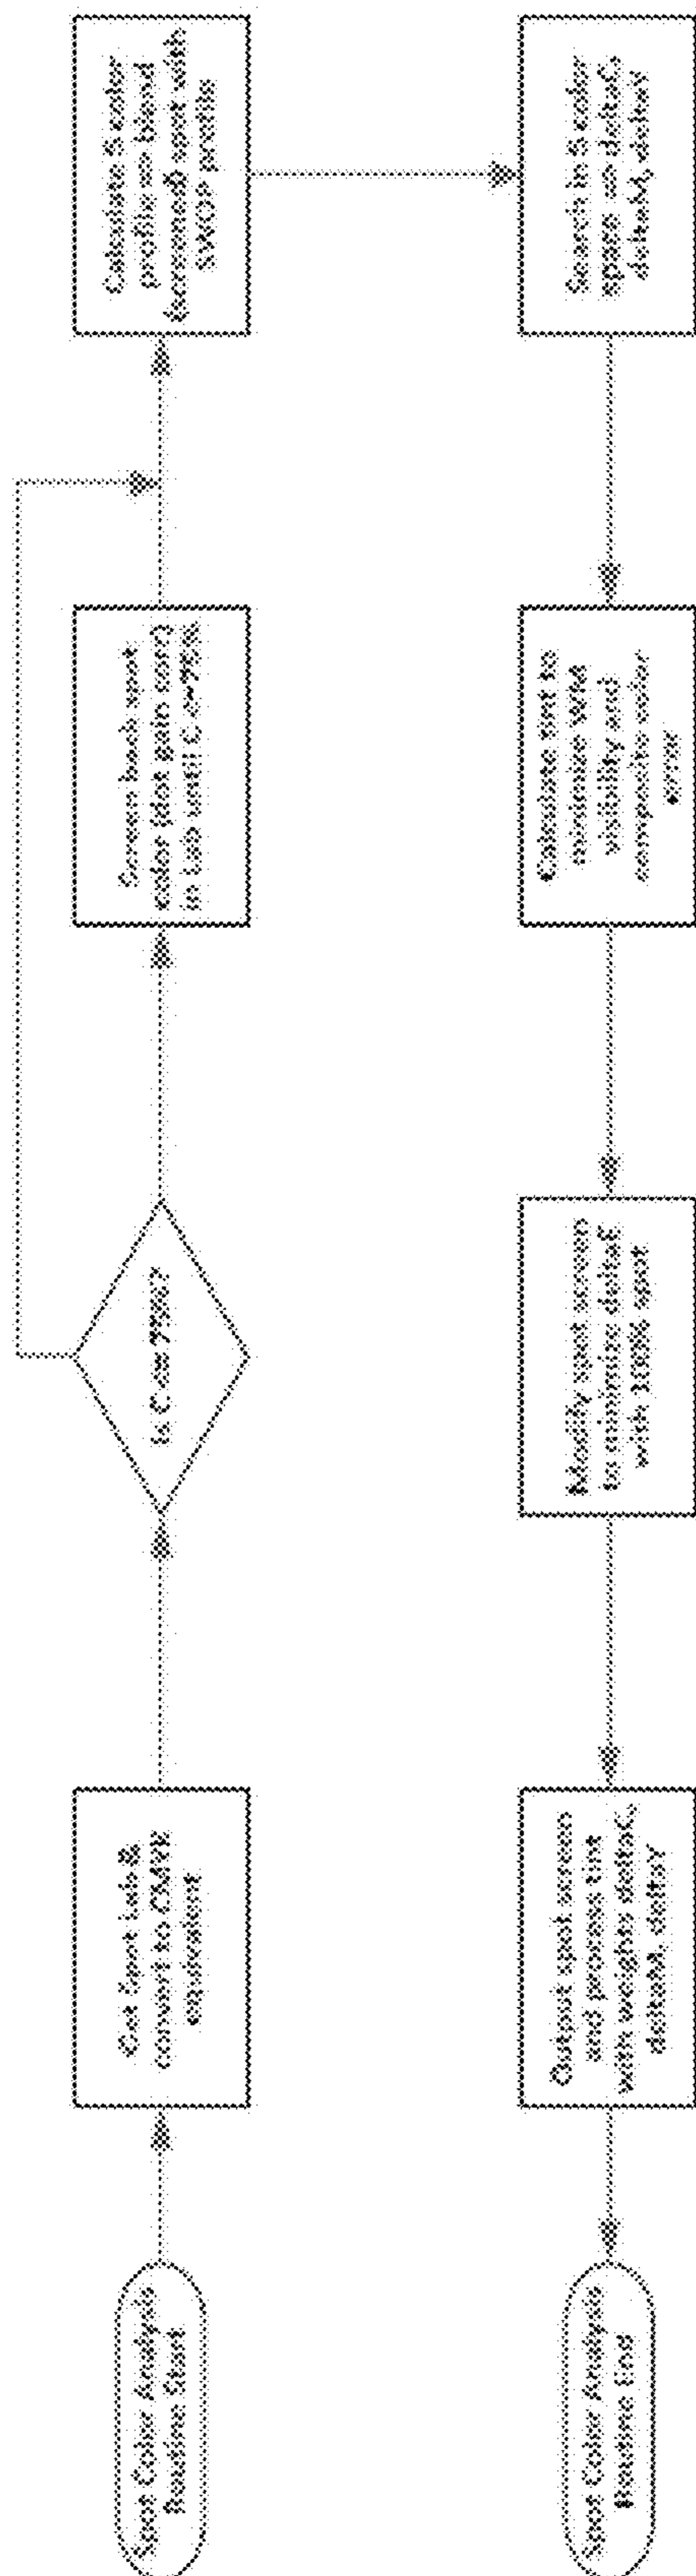 Spot Color Analysis
Routine Start
Get Spot Lab &
convert to CMYK
equivalent
Is C <= 75%?
Screen back spot
color (dot gain corr)
in Lab until C <=75%
Calculate 5 color
profile => blend
(screened) spot with
SWOP profile
Search in 5 color
space => deltaC,
deltaM, deltaY
Calculate tint to
minimize WM
visibility and
composite color
error
Modify spot screen
to minimize deltaE
with 100% spot
Output spot screen
and process tint
with weights deltaC,
deltaM, deltaY
Spot Color Analysis
Routine End